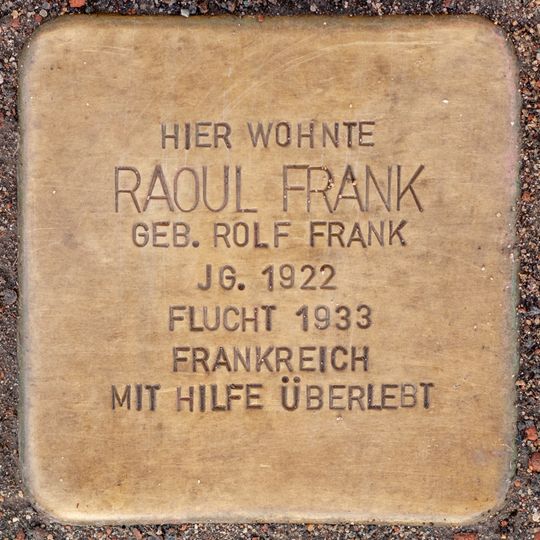 HIER WOHNTE
RAOUL FRANK
GEB. ROLF FRANK
JG. 1922
FLUCHT 1933
FRANKREICH
MIT HILFE ÜBERLEBT